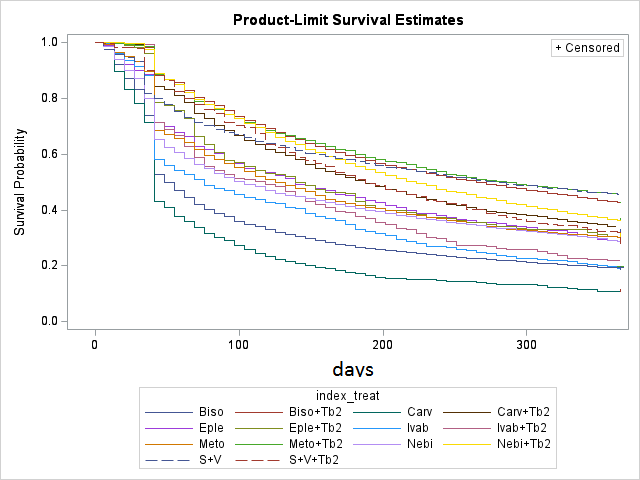 Product-Limit Survival Estimates
+ Censored
Survival Probability
1.0
0.8
0.6
0.4
0.2
0.0
0 100 200 300
days
index_treat
Biso Biso+Tb2 Carv Carv+Tb2
Eple Eple+Tb2 Ivab Ivab+Tb2
Meto Meto+Tb2 Nebi Nebi+Tb2
S+V S+V+Tb2